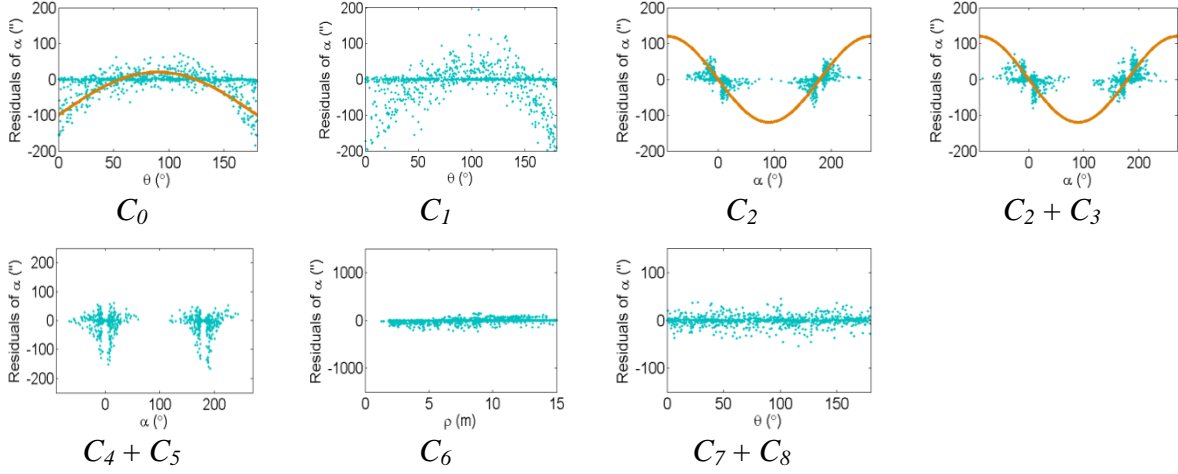 Residuals of α (")
200
100
0
-100
-200
0 50 100 150
θ (°)
C0
Residuals of α (")
200
100
0
-100
-200
0 50 100 150
θ (°)
C1
Residuals of α (")
200
100
0
-100
-200
0 100 200
α (°)
C2
Residuals of α (")
200
100
0
-100
-200
0 100 200
α (°)
C2 + C3
Residuals of α (")
200
100
0
-100
-200
0 100 200
α (°)
C4 + C5
Residuals of α (")
1000
0
-1000
0 5 10 15
ρ (m)
C6
Residuals of α (")
100
0
-100
0 50 100 150
θ (°)
C7 + C8